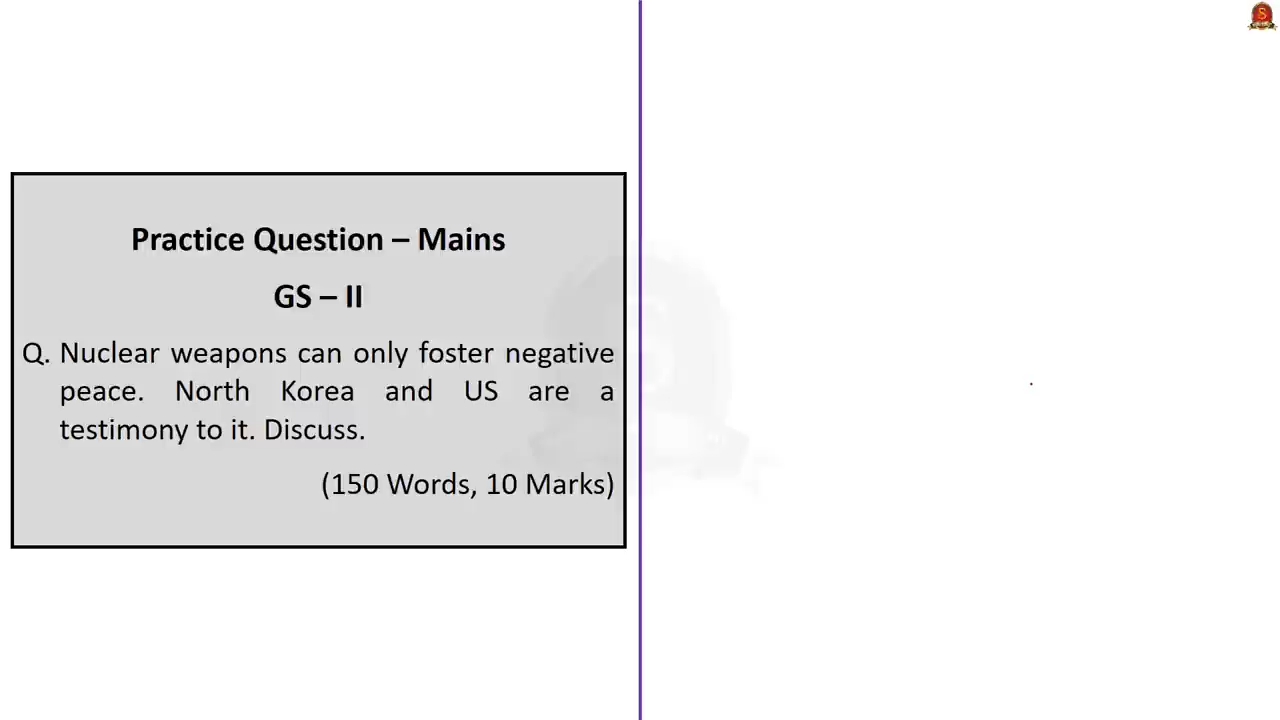 Practice Question – Mains
GS – II
Q. Nuclear weapons can only foster negative
peace. North Korea and US are a
testimony to it. Discuss.
(150 Words, 10 Marks)
S